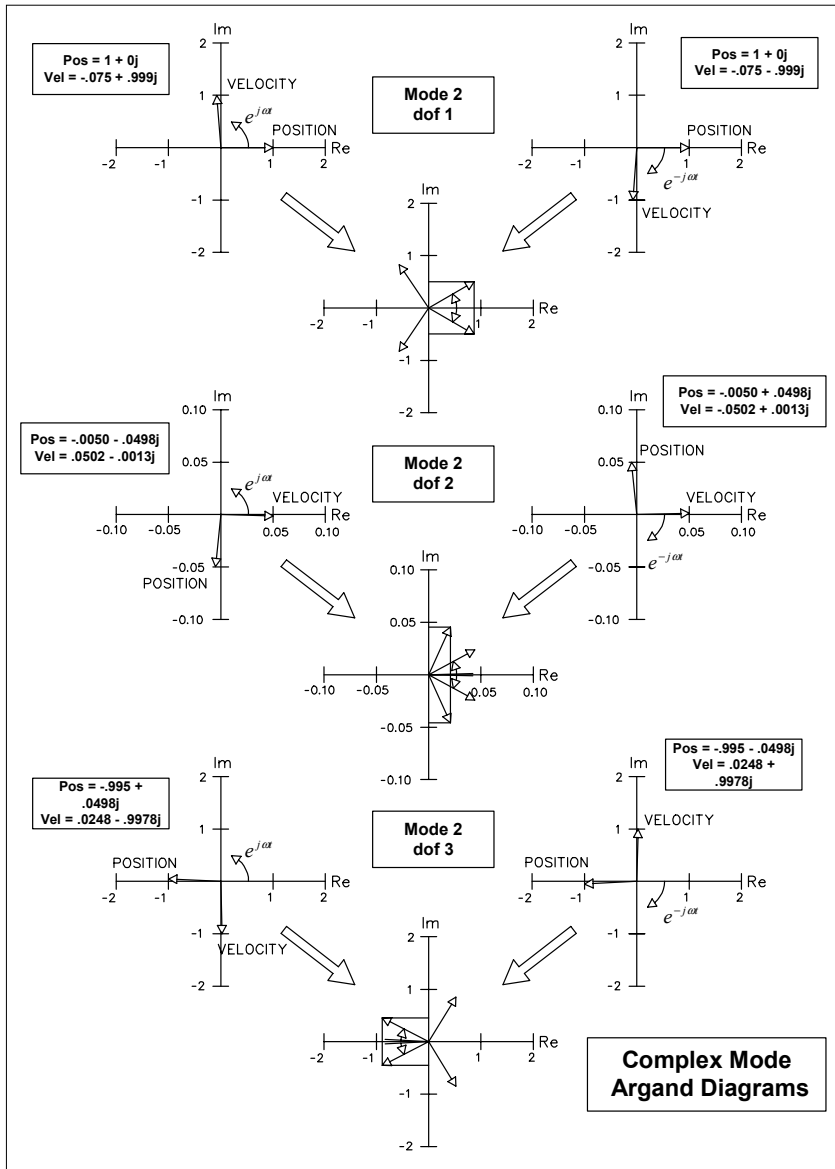 Im
Im
2
2
Pos = 1 + 0j
Vel = -.075 + .999j
Pos = 1 + 0j
Vel = -.075 - .999j
VELOCITY
1
e^{jωt}
POSITION
-2 -1 1 2 Re
-1
-2
Mode 2
dof 1
1
POSITION
-2 -1 1 2 Re
e^{-jωt}
-1
VELOCITY
-2
Im
2
1
-2 -1 1 2 Re
-1
-2
Im
0.10
Pos = -.0050 - .0498j
Vel = .0502 - .0013j
0.05
e^{jωt}
VELOCITY
-0.10 -0.05 0.05 0.10 Re
-0.05
POSITION
-0.10
Mode 2
dof 2
Im
0.10
Pos = -.0050 + .0498j
Vel = -.0502 + .0013j
0.05
POSITION
VELOCITY
-0.10 -0.05 0.05 0.10 Re
e^{-jωt}
-0.05
-0.10
Im
0.10
0.05
-0.10 -0.05 0.05 0.10 Re
-0.05
-0.10
Im
2
Pos = -.995 +
.0498j
Vel = .0248 - .9978j
1
POSITION
e^{jωt}
-2 -1 1 2 Re
-1
VELOCITY
-2
Mode 2
dof 3
Im
2
Pos = -.995 - .0498j
Vel = .0248 +
.9978j
1
VELOCITY
POSITION
-2 -1 1 2 Re
e^{-jωt}
-1
-2
Im
2
1
-2 -1 1 2 Re
-1
-2
Complex Mode
Argand Diagrams